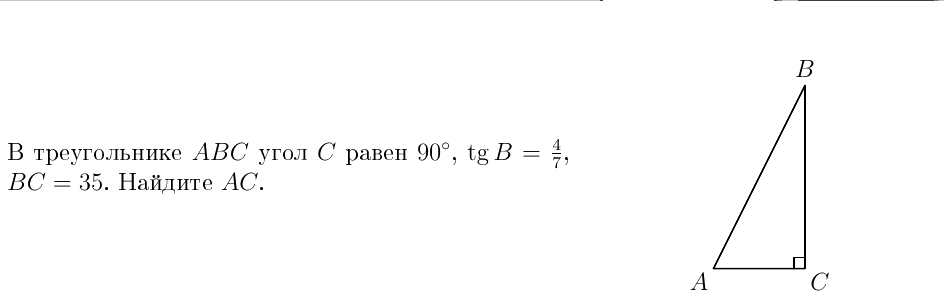 В треугольнике ABC угол C равен 90°, tg B = 4/7,
BC = 35. Найдите AC.
B
A
C